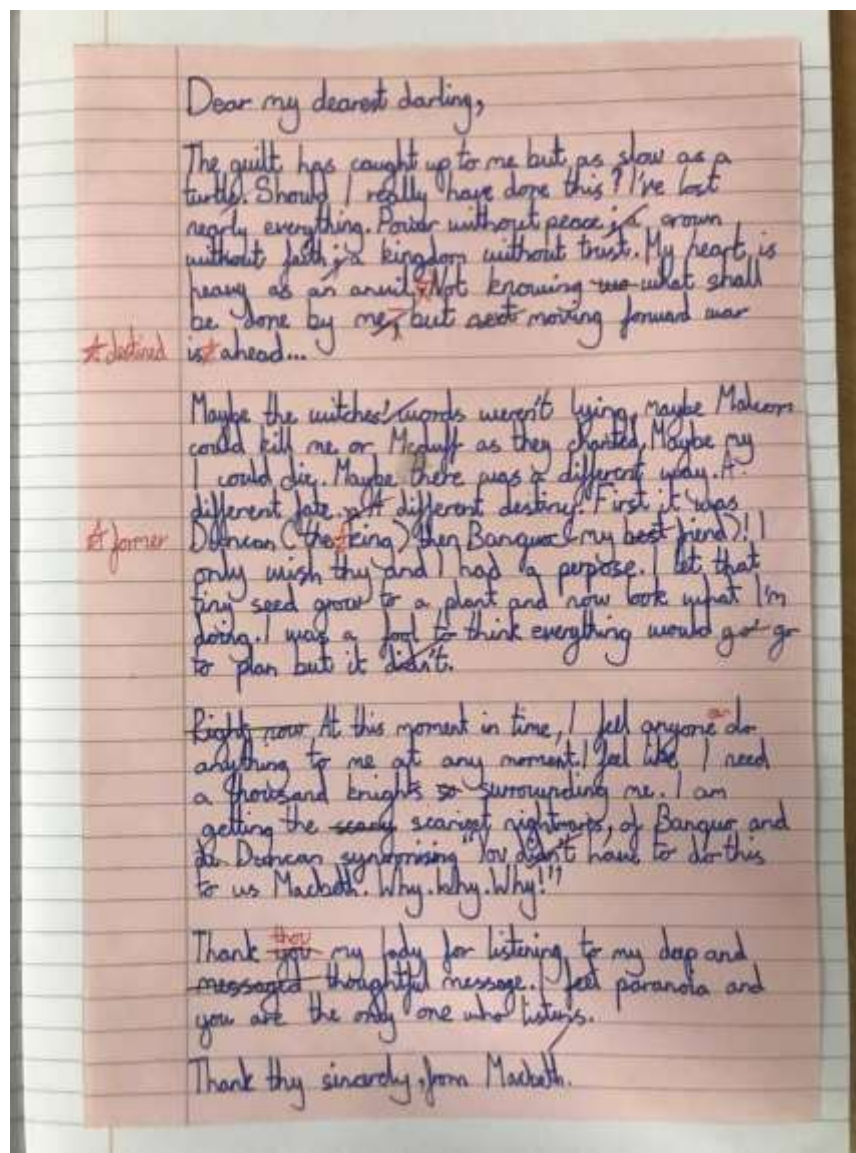 Dear my dearest darling,
The guilt has caught up to me but as slow as a
turtle. Should I really have done this? I've lost
nearly everything. Power without peace; a crown
without faith; a kingdom without trust. My heart is
heavy as an anvil. Not knowing what shall
be done by me, but moving forward war
☆ destined
is ahead...
Maybe the witches' words weren't lying, maybe Malcom
could kill me or Mcduff as they chanted. Maybe my
I could die. Maybe there was a different way. A
different fate. A different destiny. First it was
☆ former
Duncan (the king) then Banquo (my best friend)! I
only wish thy and I had a perpose. I let that
tiny seed grow to a plant and now look what I'm
doing. I was a fool to think everything would go
to plan but it didn't.
Right now At this moment in time, I feel anyone can do
anything to me at any moment. I feel like I need
a thousand knights so surrounding me. I am
getting the scary scariest nightmares, of Banquo and
Duncan "You didn't have to do this
to us Macbeth. Why. Why. Why!"
Thank you thou my lady for listening to my deep and
messaged thoughtful message. I feel paranoia and
you are the only one who listens.
Thank thy sincerely, from Macbeth.